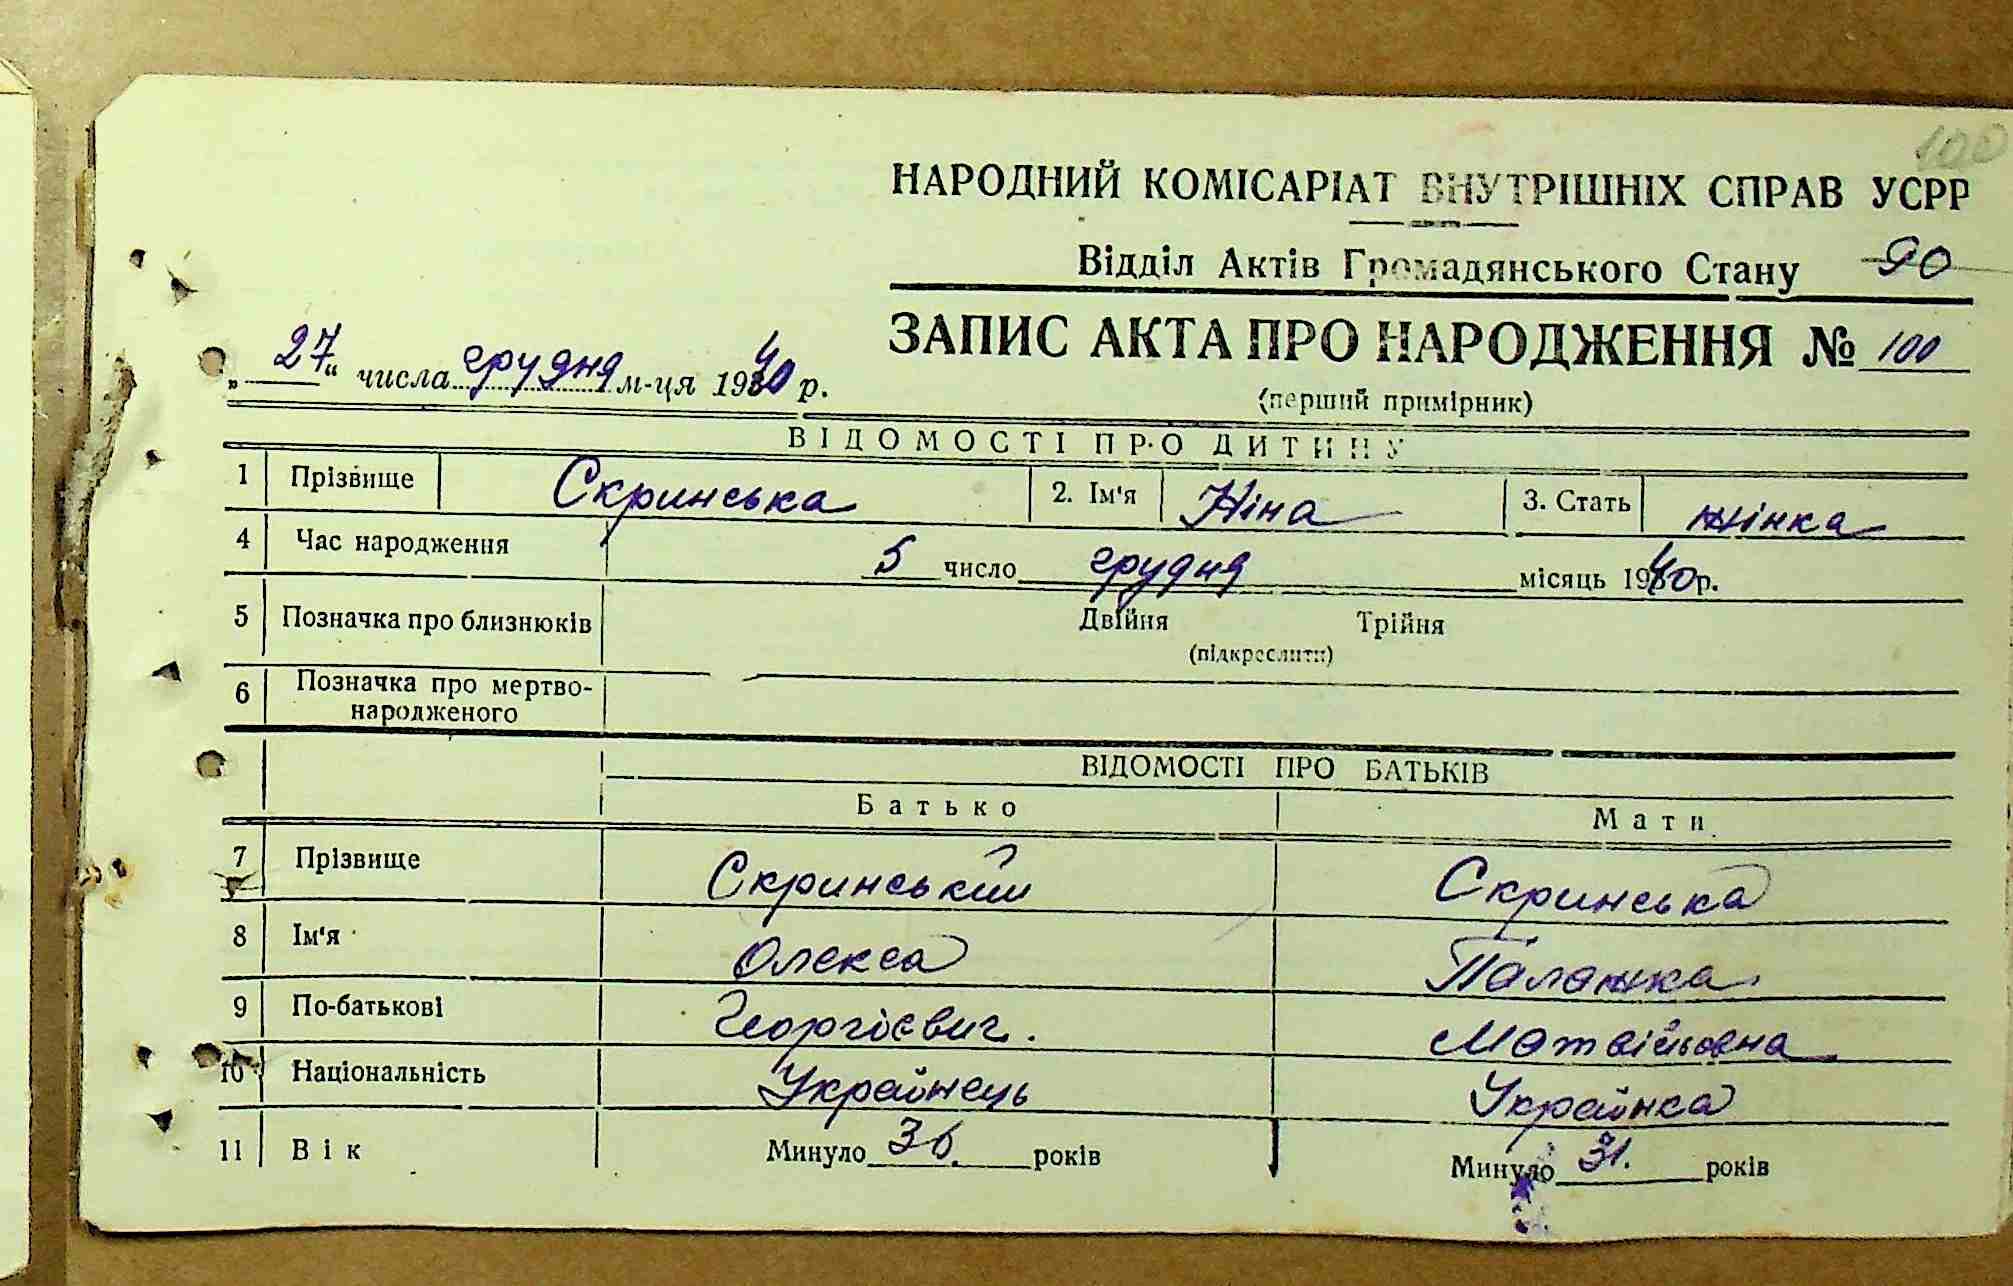 100
НАРОДНИЙ КОМІСАРІАТ ВНУТРІШНІХ СПРАВ УСРР
Відділ Актів Громадянського Стану 90
ЗАПИС АКТА ПРО НАРОДЖЕННЯ № 100
(перший примірник)
„27“ числа грудня м-ця 1940 р.
ВІДОМОСТІ ПРО ДИТИНУ
1 Прізвище Скринська 2. Ім'я Ніна 3. Стать жінка
4 Час народження 5 число грудня місяць 1940 р.
5 Позначка про близнюків Двійня Трійня
(підкреслити)
6 Позначка про мертво-
народженого
ВІДОМОСТІ ПРО БАТЬКІВ
Батько Мати
7 Прізвище Скринський Скринська
8 Ім'я Олекса Палажка
9 По-батькові Георгієвич. Матвійовна
10 Національність Українець Українка
11 Вік Минуло 36 років Минуло 31. років